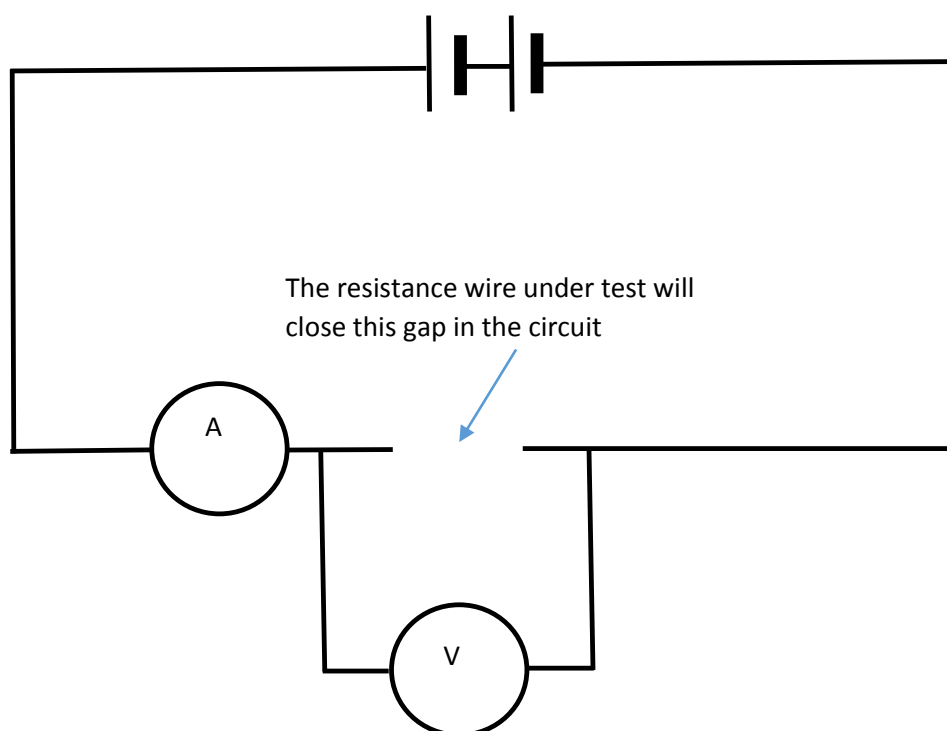 The resistance wire under test will
close this gap in the circuit
A
V